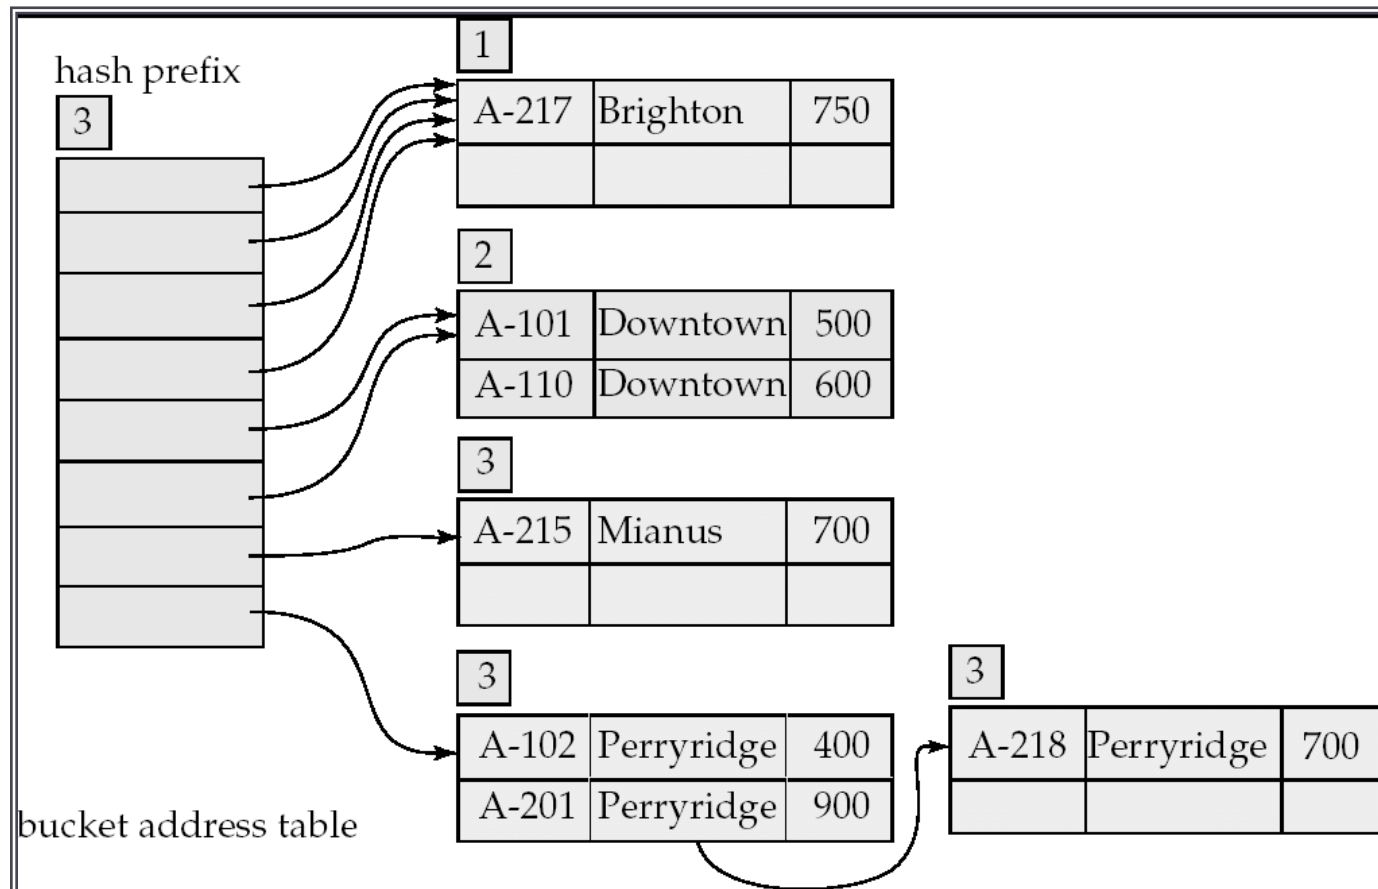 hash prefix
3
1
A-217 Brighton 750
2
A-101 Downtown 500
A-110 Downtown 600
3
A-215 Mianus 700
3
A-102 Perryridge 400
A-201 Perryridge 900
3
A-218 Perryridge 700
bucket address table